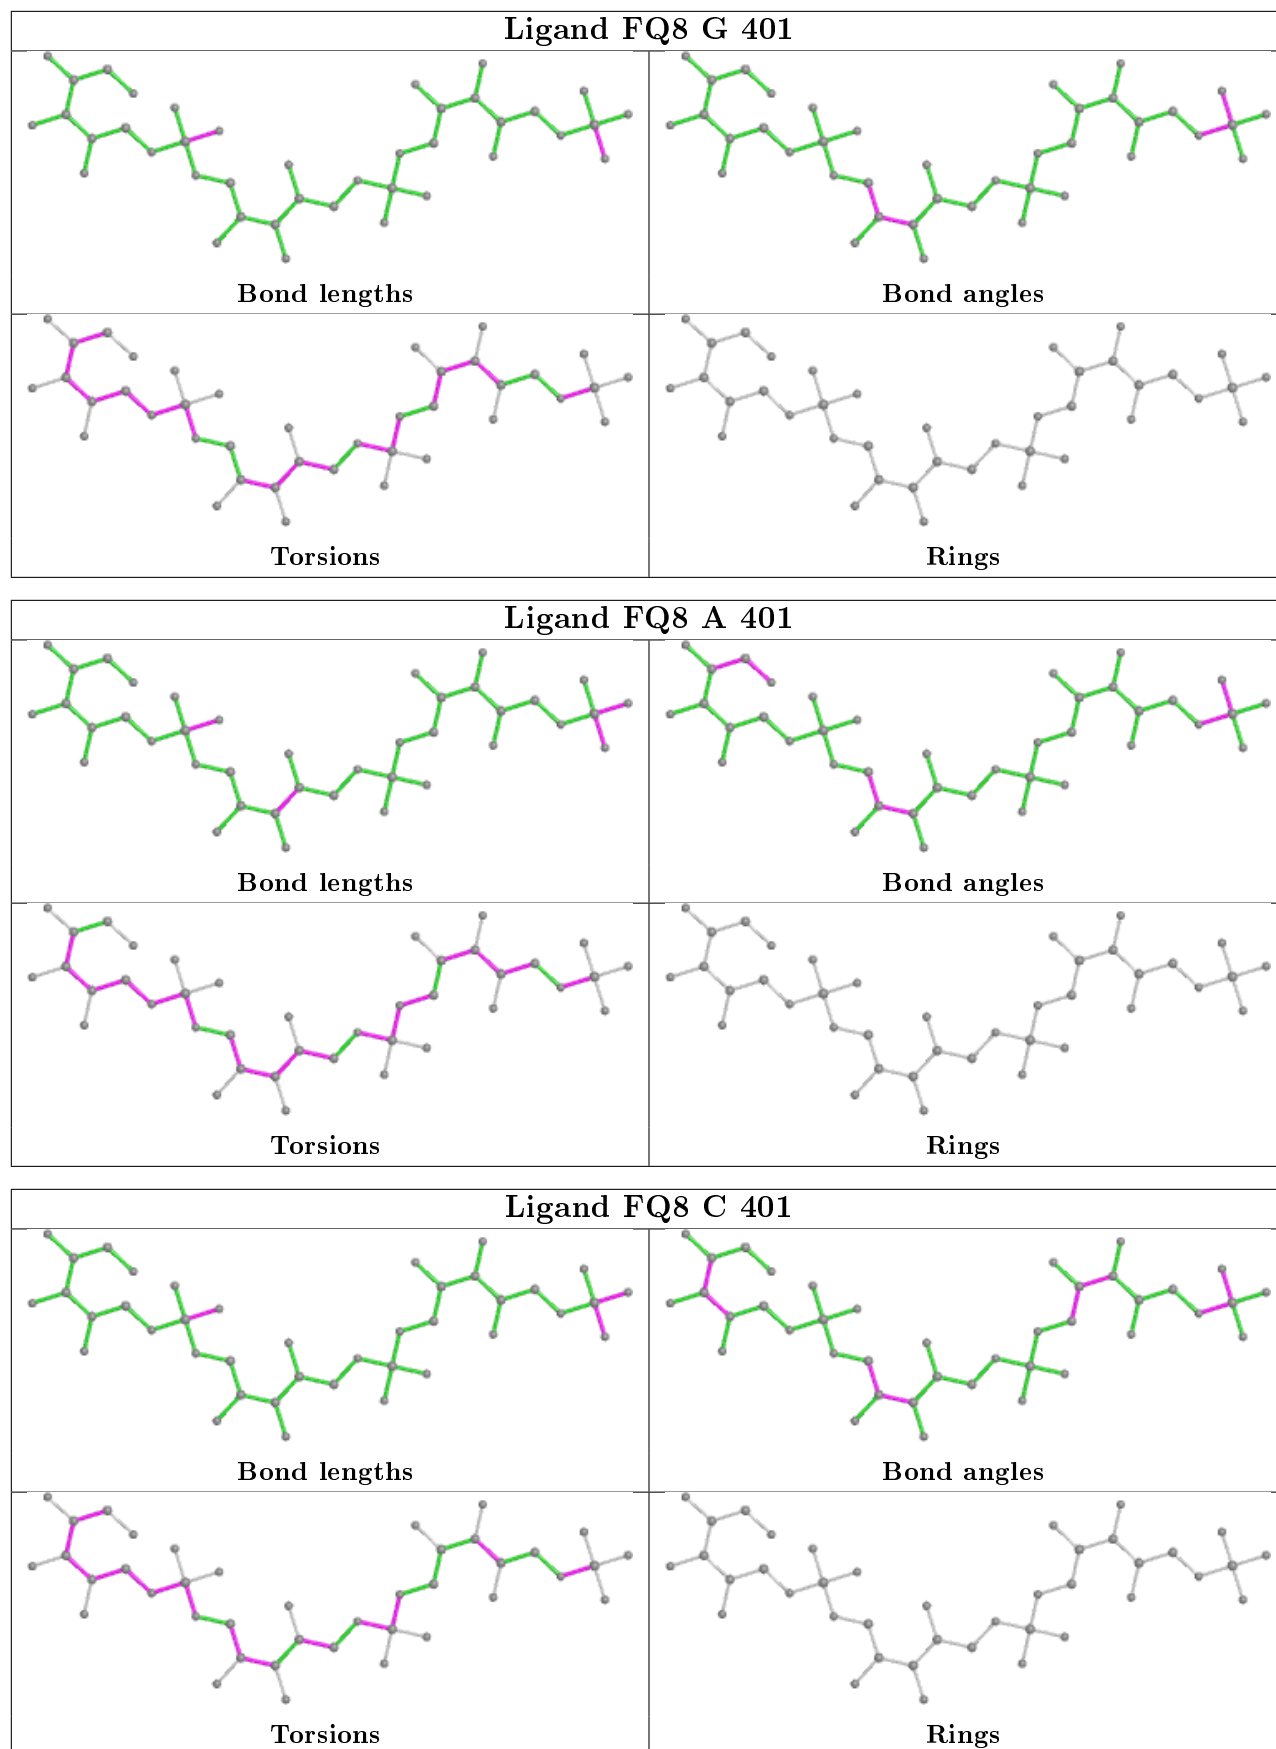 Ligand FQ8 G 401
Bond lengths
Bond angles
Torsions
Rings
Ligand FQ8 A 401
Bond lengths
Bond angles
Torsions
Rings
Ligand FQ8 C 401
Bond lengths
Bond angles
Torsions
Rings